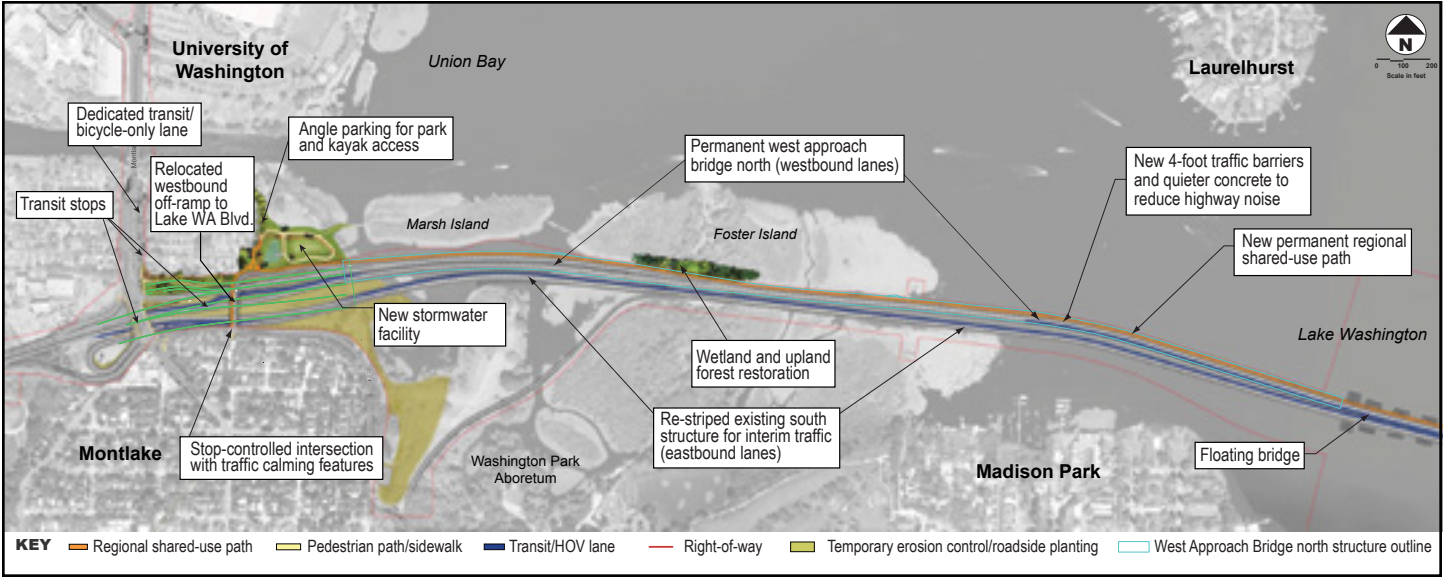 University of
Washington
Union Bay
Laurelhurst
N
0 100 200
Scale in feet
Dedicated transit/
bicycle-only lane
Angle parking for park
and kayak access
Relocated
westbound
off-ramp to
Lake WA Blvd.
Transit stops
Permanent west approach
bridge north (westbound lanes)
New 4-foot traffic barriers
and quieter concrete to
reduce highway noise
Marsh Island
Foster Island
New permanent regional
shared-use path
New stormwater
facility
Lake Washington
Wetland and upland
forest restoration
Re-striped existing south
structure for interim traffic
(eastbound lanes)
Montlake
Stop-controlled intersection
with traffic calming features
Washington Park
Aboretum
Madison Park
Floating bridge
KEY
Regional shared-use path
Pedestrian path/sidewalk
Transit/HOV lane
Right-of-way
Temporary erosion control/roadside planting
West Approach Bridge north structure outline